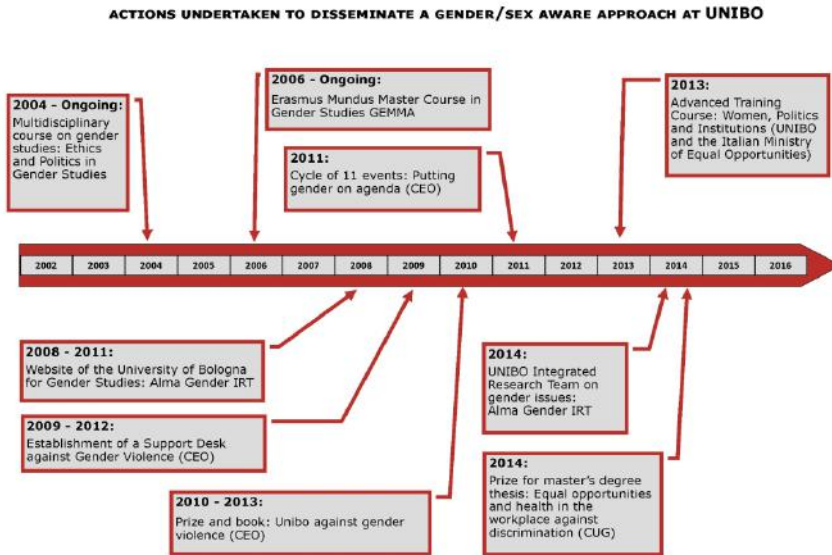 ACTIONS UNDERTAKEN TO DISSEMINATE A GENDER/SEX AWARE APPROACH AT UNIBO
2004 - Ongoing:
Multidisciplinary
course on gender
studies: Ethics
and Politics in
Gender Studies
2006 - Ongoing:
Erasmus Mundus Master Course in
Gender Studies GEMMA
2011:
Cycle of 11 events: Putting
gender on agenda (CEO)
2013:
Advanced Training
Course: Women, Politics
and Institutions (UNIBO
and the Italian Ministry
of Equal Opportunities)
2002 2003 2004 2005 2006 2007 2008 2009 2010 2011 2012 2013 2014 2015 2016
2008 - 2011:
Website of the University of Bologna
for Gender Studies: Alma Gender IRT
2009 - 2012:
Establishment of a Support Desk
against Gender Violence (CEO)
2010 - 2013:
Prize and book: Unibo against gender
violence (CEO)
2014:
UNIBO Integrated
Research Team on
gender issues:
Alma Gender IRT
2014:
Prize for master's degree
thesis: Equal opportunities
and health in the
workplace against
discrimination (CUG)